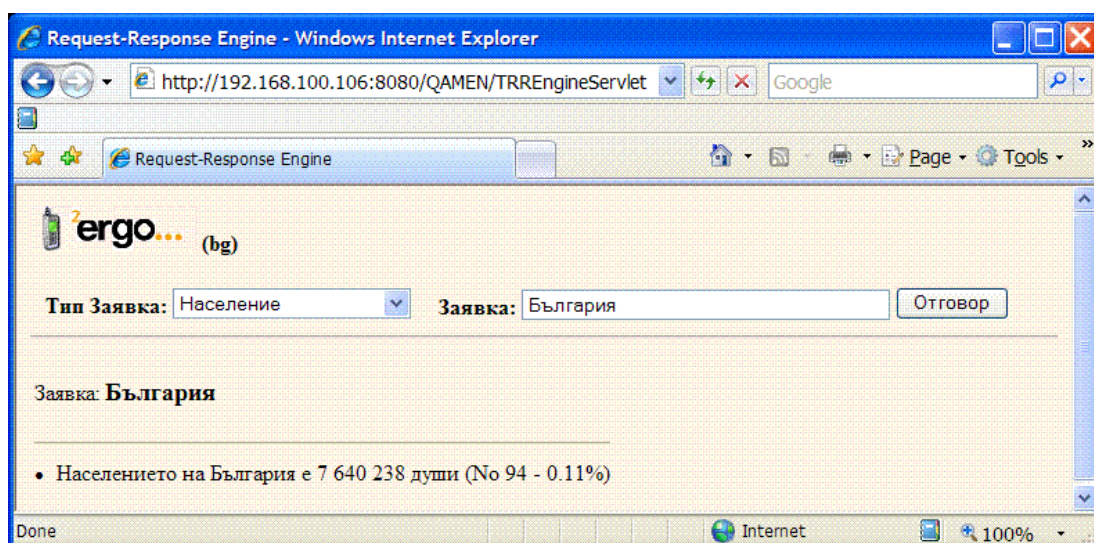 Request-Response Engine - Windows Internet Explorer
http://192.168.100.106:8080/QAMEN/TRREngineServlet
Google
Request-Response Engine
Page
Tools
»
2ergo... (bg)
Тип Заявка: Население Заявка: България Отговор
Заявка: България
• Населението на България е 7 640 238 души (No 94 - 0.11%)
Done Internet 100%